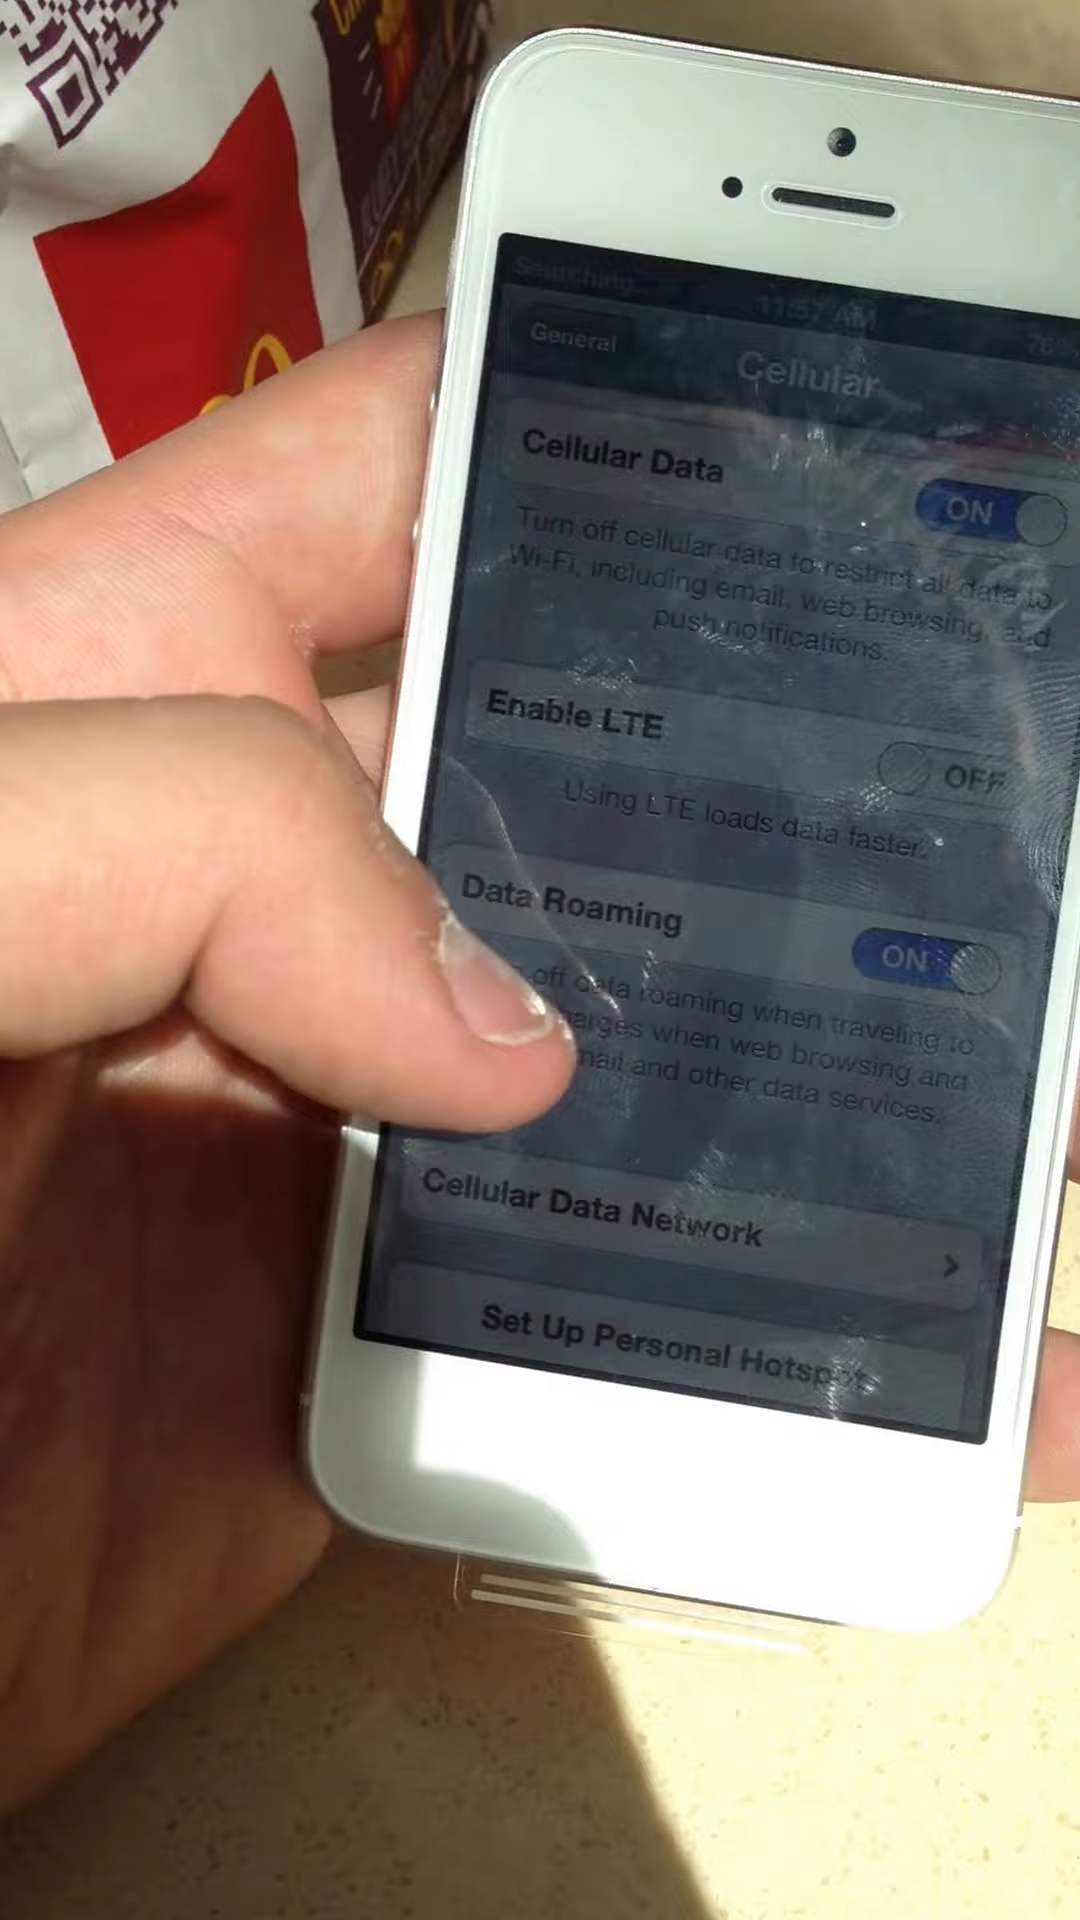 Searching...
11:52 AM
General
Cellular
Cellular Data
ON
Turn off cellular data to restrict all data to
Wi-Fi, including email, web browsing, and
push notifications.
Enable LTE
OFF
Using LTE loads data faster.
Data Roaming
ON
off data roaming when traveling to
charges when web browsing and
email and other data services.
Cellular Data Network
Set Up Personal Hotspot